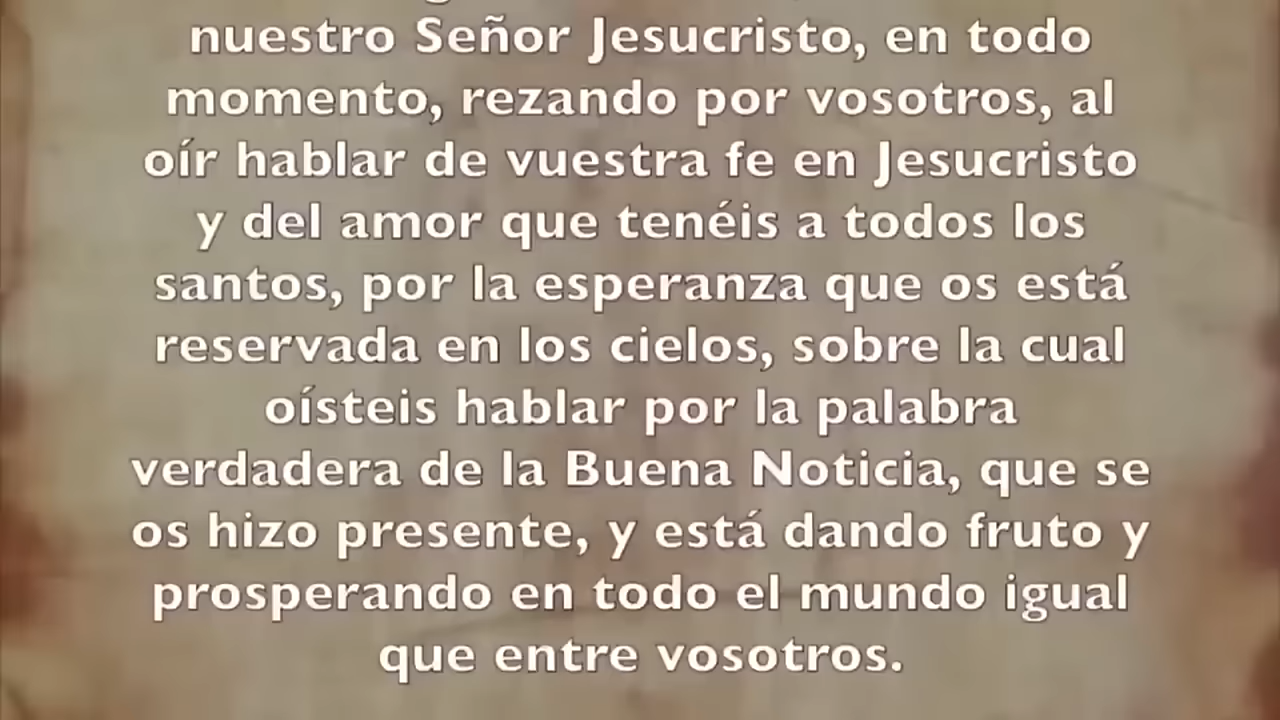 nuestro Señor Jesucristo, en todo
momento, rezando por vosotros, al
oír hablar de vuestra fe en Jesucristo
y del amor que tenéis a todos los
santos, por la esperanza que os está
reservada en los cielos, sobre la cual
oísteis hablar por la palabra
verdadera de la Buena Noticia, que se
os hizo presente, y está dando fruto y
prosperando en todo el mundo igual
que entre vosotros.